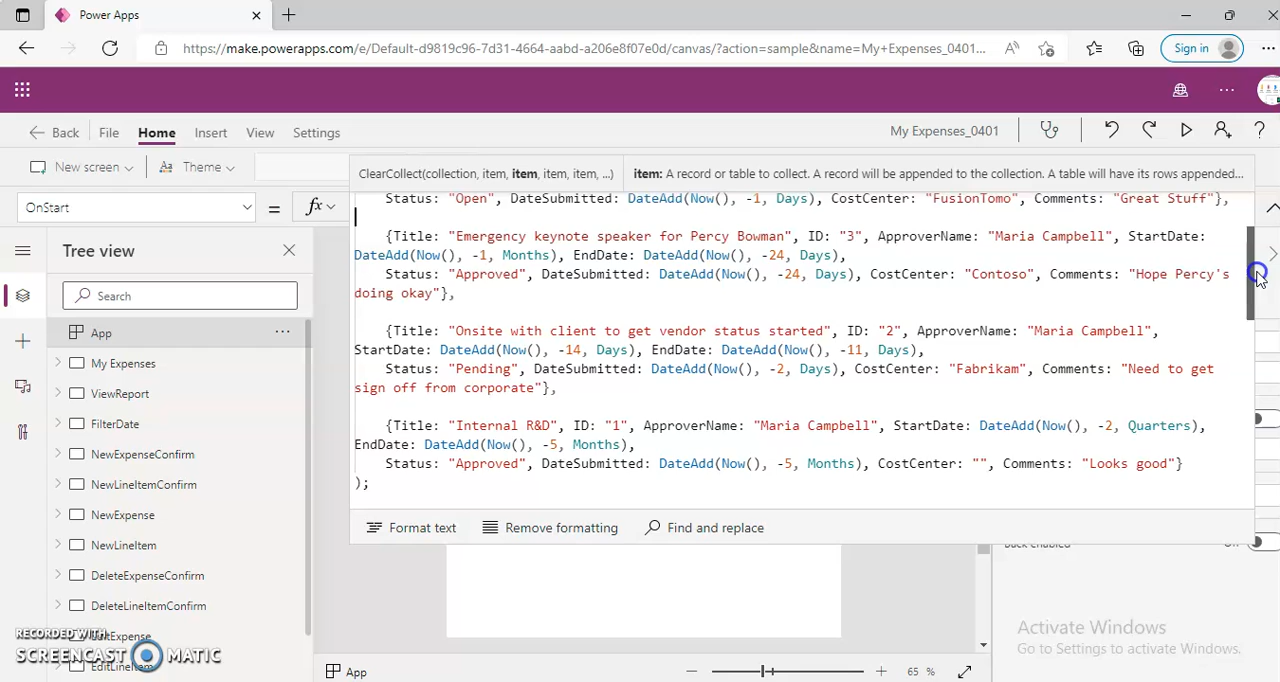 Power Apps
https://make.powerapps.com/e/Default-d9819c96-7d31-4664-aabd-a206e8f07e0d/canvas/?action=sample&name=My+Expenses_0401...
Sign in
Back File Home Insert View Settings
My Expenses_0401
New screen Theme
ClearCollect(collection, item, item, item, item, ...)
item: A record or table to collect. A record will be appended to the collection. A table will have its rows appended...
OnStart = fx
Status: "Open", DateSubmitted: DateAdd(Now(), -1, Days), CostCenter: "FusionTomo", Comments: "Great Stuff"},
{Title: "Emergency keynote speaker for Percy Bowman", ID: "3", ApproverName: "Maria Campbell", StartDate:
DateAdd(Now(), -1, Months), EndDate: DateAdd(Now(), -24, Days),
Status: "Approved", DateSubmitted: DateAdd(Now(), -24, Days), CostCenter: "Contoso", Comments: "Hope Percy's
doing okay"},
{Title: "Onsite with client to get vendor status started", ID: "2", ApproverName: "Maria Campbell",
StartDate: DateAdd(Now(), -14, Days), EndDate: DateAdd(Now(), -11, Days),
Status: "Pending", DateSubmitted: DateAdd(Now(), -2, Days), CostCenter: "Fabrikam", Comments: "Need to get
sign off from corporate"},
{Title: "Internal R&D", ID: "1", ApproverName: "Maria Campbell", StartDate: DateAdd(Now(), -2, Quarters),
EndDate: DateAdd(Now(), -5, Months),
Status: "Approved", DateSubmitted: DateAdd(Now(), -5, Months), CostCenter: "", Comments: "Looks good"}
);
Format text Remove formatting Find and replace
Tree view
Search
App
My Expenses
ViewReport
FilterDate
NewExpenseConfirm
NewLineItemConfirm
NewExpense
NewLineItem
DeleteExpenseConfirm
DeleteLineItemConfirm
EditExpense
EditLineItem
RECORDED WITH
SCREENCAST MATIC
Back enabled
Activate Windows
Go to Settings to activate Windows.
App
65 %